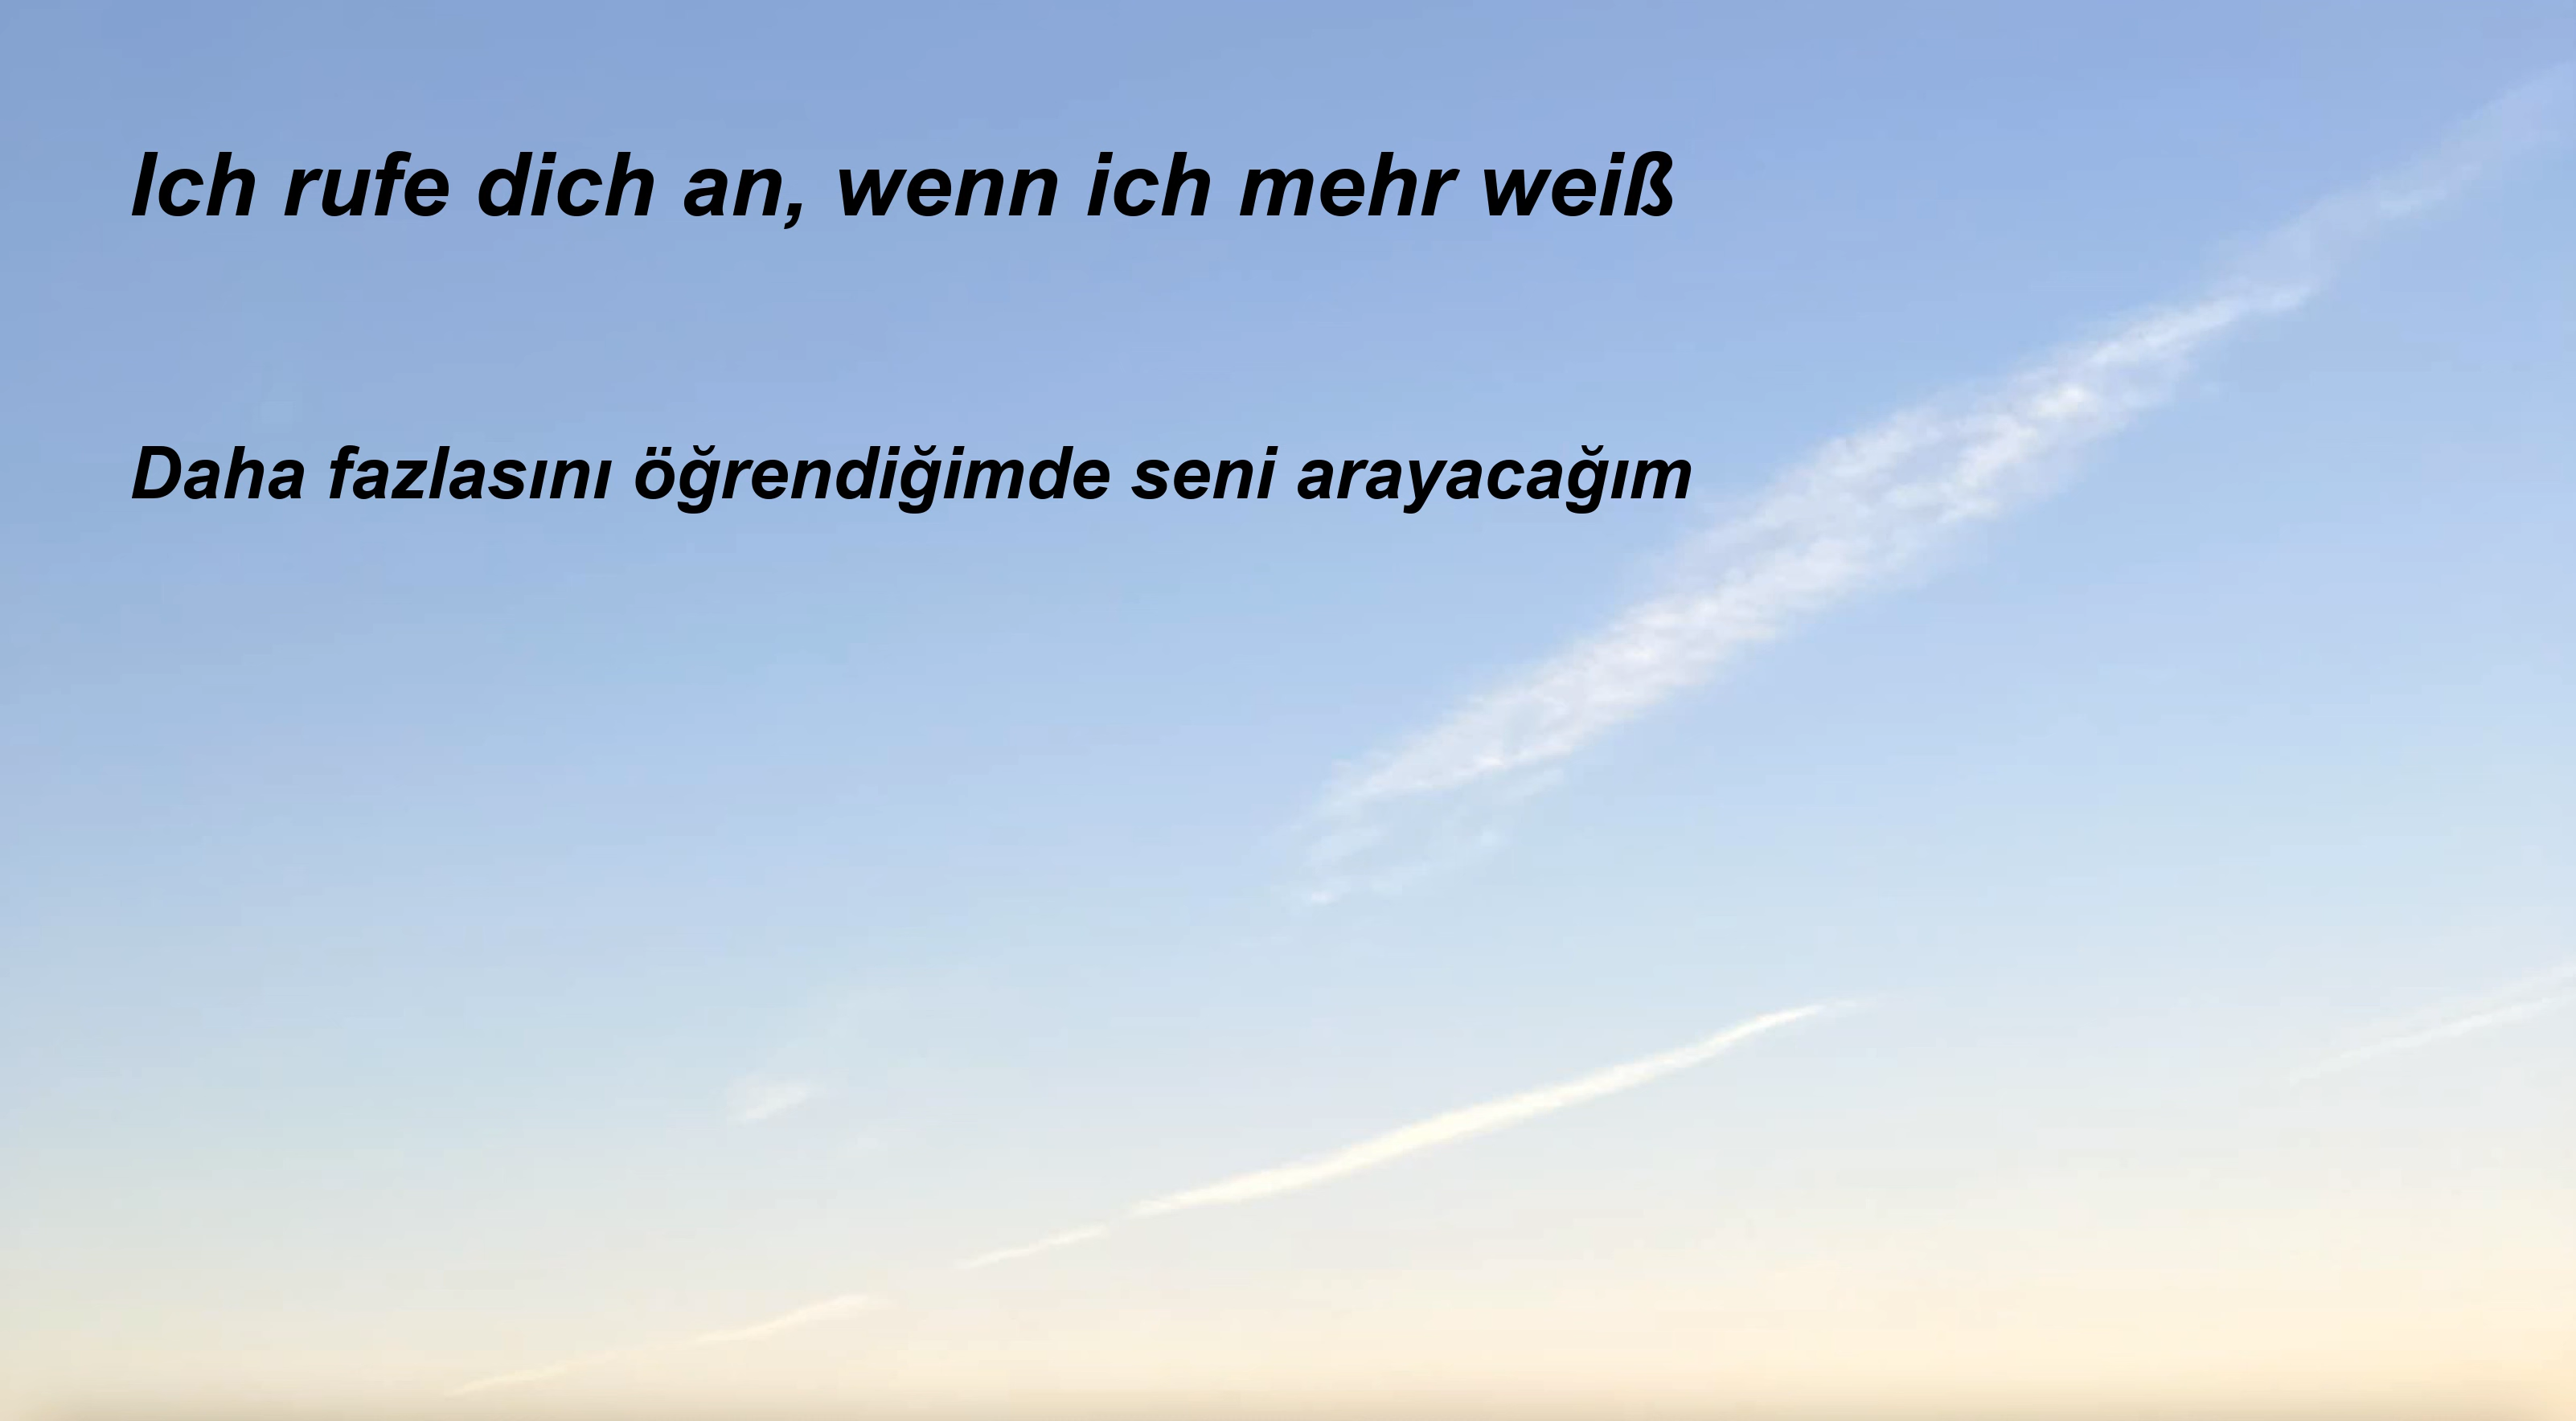 Ich rufe dich an, wenn ich mehr weiß
Daha fazlasını öğrendiğimde seni arayacağım